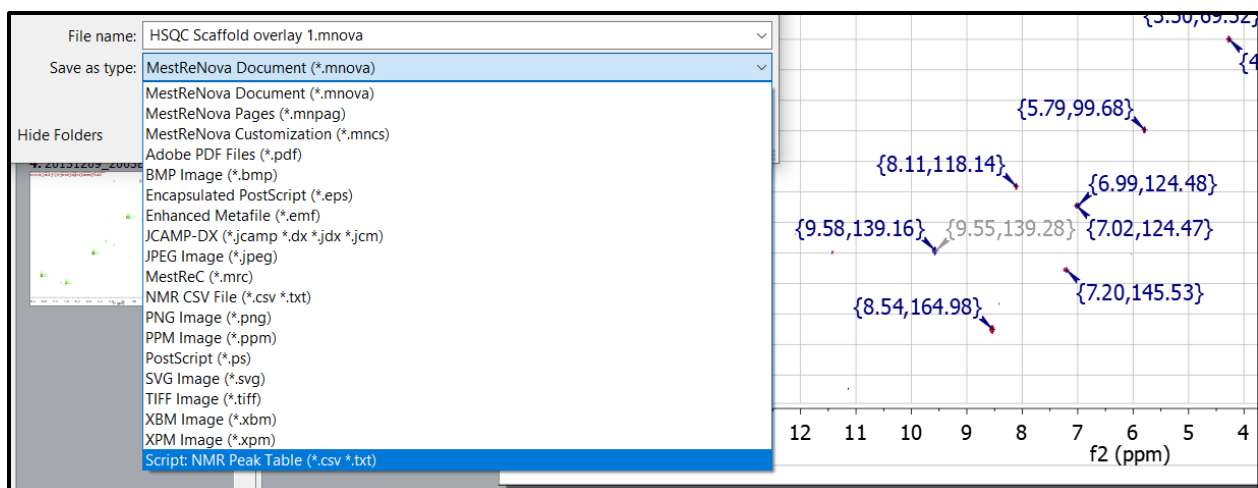 File name: HSQC Scaffold overlay 1.mnova
Save as type: MestReNova Document (*.mnova)
MestReNova Document (*.mnova)
MestReNova Pages (*.mnpag)
MestReNova Customization (*.mncs)
Hide Folders
Adobe PDF Files (*.pdf)
BMP Image (*.bmp)
Encapsulated PostScript (*.eps)
Enhanced Metafile (*.emf)
JCAMP-DX (*.jcamp *.dx *.jdx *.jcm)
JPEG Image (*.jpeg)
MestReC (*.mrc)
NMR CSV File (*.csv *.txt)
PNG Image (*.png)
PPM Image (*.ppm)
PostScript (*.ps)
SVG Image (*.svg)
TIFF Image (*.tiff)
XBM Image (*.xbm)
XPM Image (*.xpm)
Script: NMR Peak Table (*.csv *.txt)
{4
{5.79,99.68}
{8.11,118.14}
{6.99,124.48}
{9.58,139.16} {9.55,139.28} {7.02,124.47}
{7.20,145.53}
{8.54,164.98}
12 11 10 9 8 7 6 5 4
f2 (ppm)